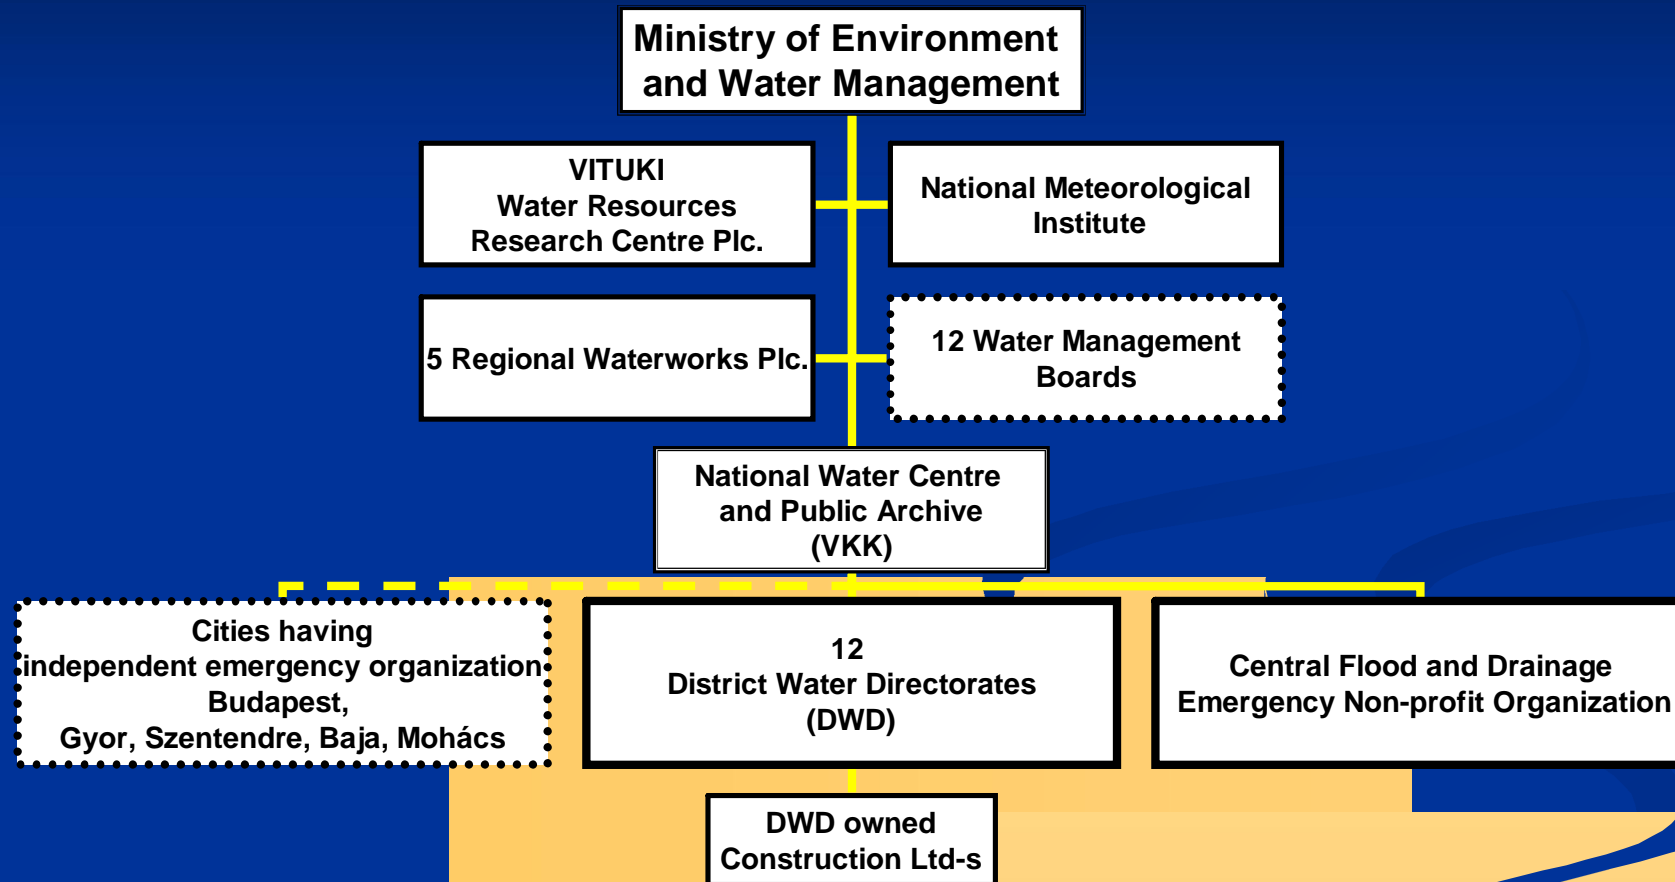 Ministry of Environment
and Water Management
VITUKI
Water Resources
Research Centre Plc.
National Meteorological
Institute
5 Regional Waterworks Plc.
12 Water Management
Boards
National Water Centre
and Public Archive
(VKK)
Cities having
independent emergency organization
Budapest,
Gyor, Szentendre, Baja, Mohács
12
District Water Directorates
(DWD)
Central Flood and Drainage
Emergency Non-profit Organization
DWD owned
Construction Ltd-s